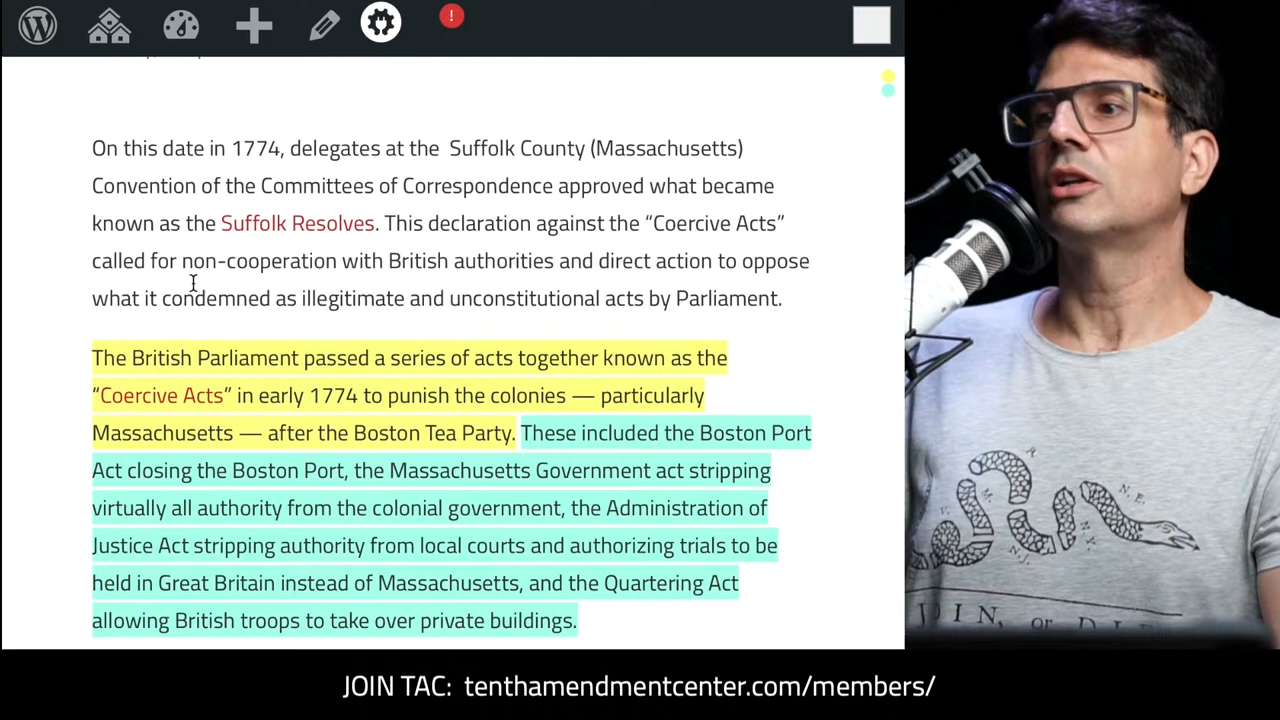 !
On this date in 1774, delegates at the Suffolk County (Massachusetts)
Convention of the Committees of Correspondence approved what became
known as the Suffolk Resolves. This declaration against the “Coercive Acts”
called for non-cooperation with British authorities and direct action to oppose
what it condemned as illegitimate and unconstitutional acts by Parliament.
The British Parliament passed a series of acts together known as the
“Coercive Acts” in early 1774 to punish the colonies — particularly
Massachusetts — after the Boston Tea Party. These included the Boston Port
Act closing the Boston Port, the Massachusetts Government act stripping
virtually all authority from the colonial government, the Administration of
Justice Act stripping authority from local courts and authorizing trials to be
held in Great Britain instead of Massachusetts, and the Quartering Act
allowing British troops to take over private buildings.
R.
M.
V.
N.J.
N.Y.
N.E.
JOIN, or DIE
JOIN TAC: tenthamendmentcenter.com/members/